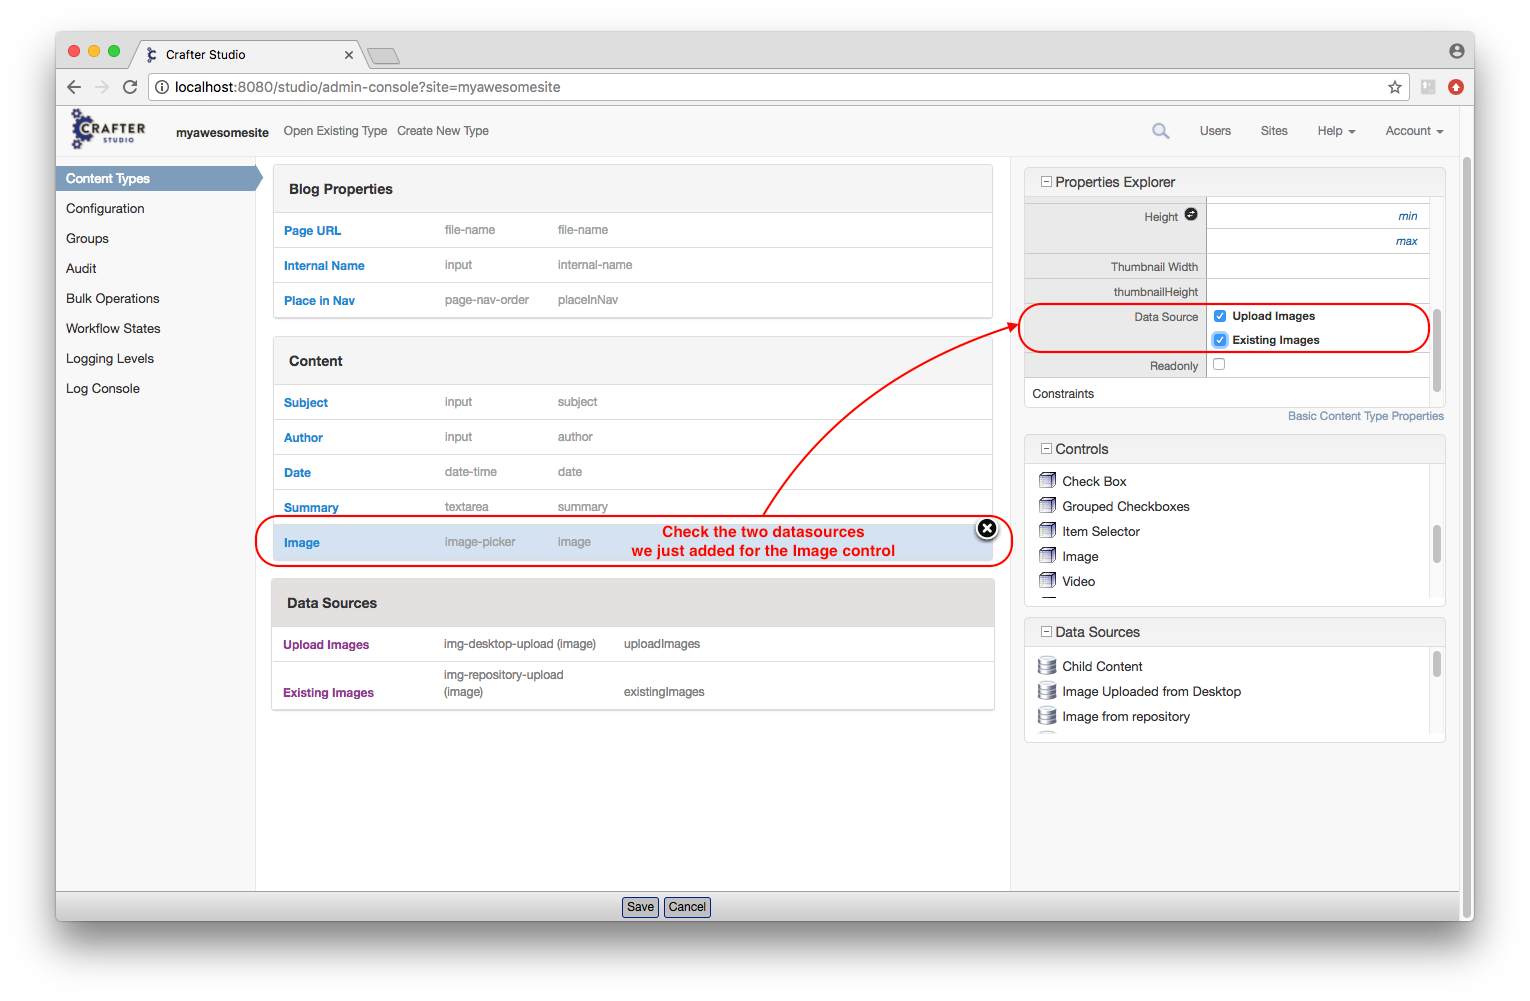 Crafter Studio
localhost:8080/studio/admin-console?site=myawesomesite
CRAFTER
STUDIO
myawesomesite Open Existing Type Create New Type Users Sites Help Account
Content Types
Configuration
Groups
Audit
Bulk Operations
Workflow States
Logging Levels
Log Console
Blog Properties
Page URL file-name file-name
Internal Name input internal-name
Place in Nav page-nav-order placeInNav
Content
Subject input subject
Author input author
Date date-time date
Summary textarea summary
Image image-picker image
Check the two datasources
we just added for the Image control
Data Sources
Upload Images img-desktop-upload (image) uploadImages
img-repository-upload
Existing Images (image) existingImages
Properties Explorer
Height min
max
Thumbnail Width
thumbnailHeight
Data Source Upload Images
Existing Images
Readonly
Constraints
Basic Content Type Properties
Controls
Check Box
Grouped Checkboxes
Item Selector
Image
Video
Data Sources
Child Content
Image Uploaded from Desktop
Image from repository
Save Cancel